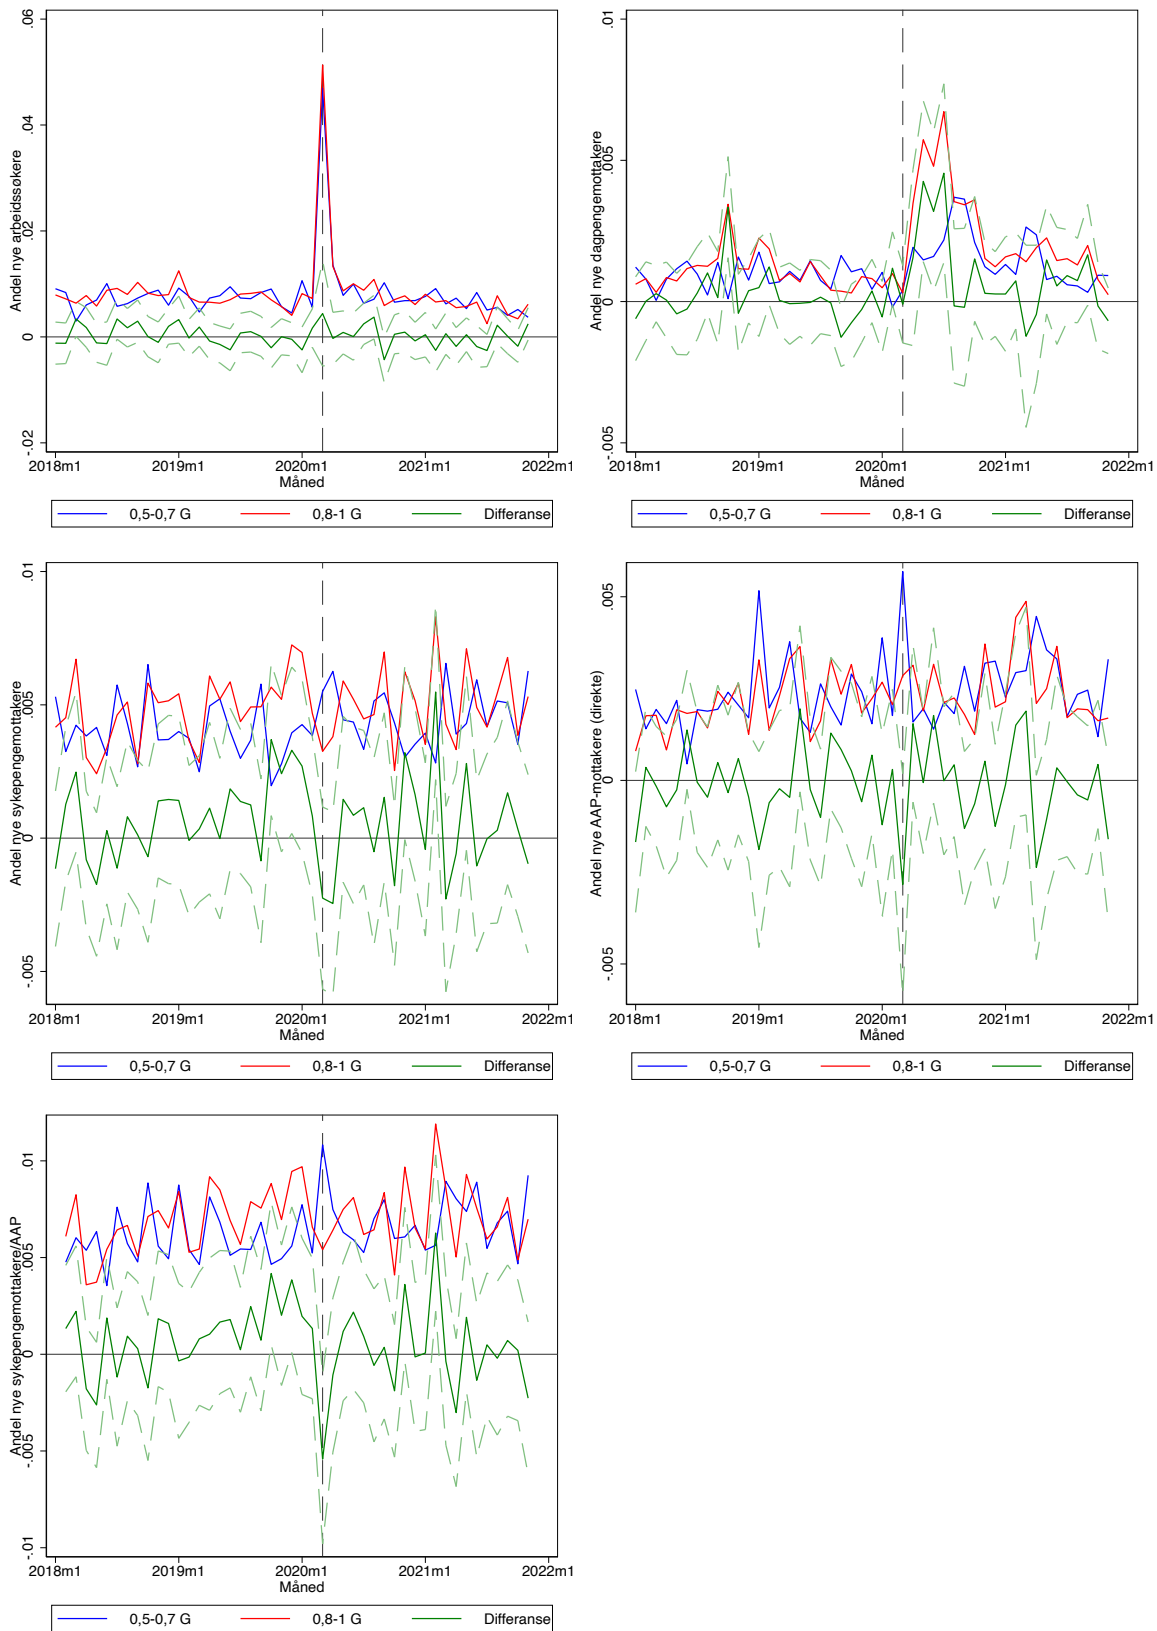 Andel nye arbeidssøkere
.06
.04
.02
0
-.02
2018m1 2019m1 2020m1 2021m1 2022m1
Måned
0,5-0,7 G 0,8-1 G Differanse
Andel nye dagpengemottakere
.01
.005
0
-.005
2018m1 2019m1 2020m1 2021m1 2022m1
Måned
0,5-0,7 G 0,8-1 G Differanse
Andel nye sykepengemottakere
.01
.005
0
-.005
2018m1 2019m1 2020m1 2021m1 2022m1
Måned
0,5-0,7 G 0,8-1 G Differanse
Andel nye AAP-mottakere (direkte)
.005
0
-.005
2018m1 2019m1 2020m1 2021m1 2022m1
Måned
0,5-0,7 G 0,8-1 G Differanse
Andel nye sykepengemottakere/AAP
.01
.005
0
-.005
-.01
2018m1 2019m1 2020m1 2021m1 2022m1
Måned
0,5-0,7 G 0,8-1 G Differanse